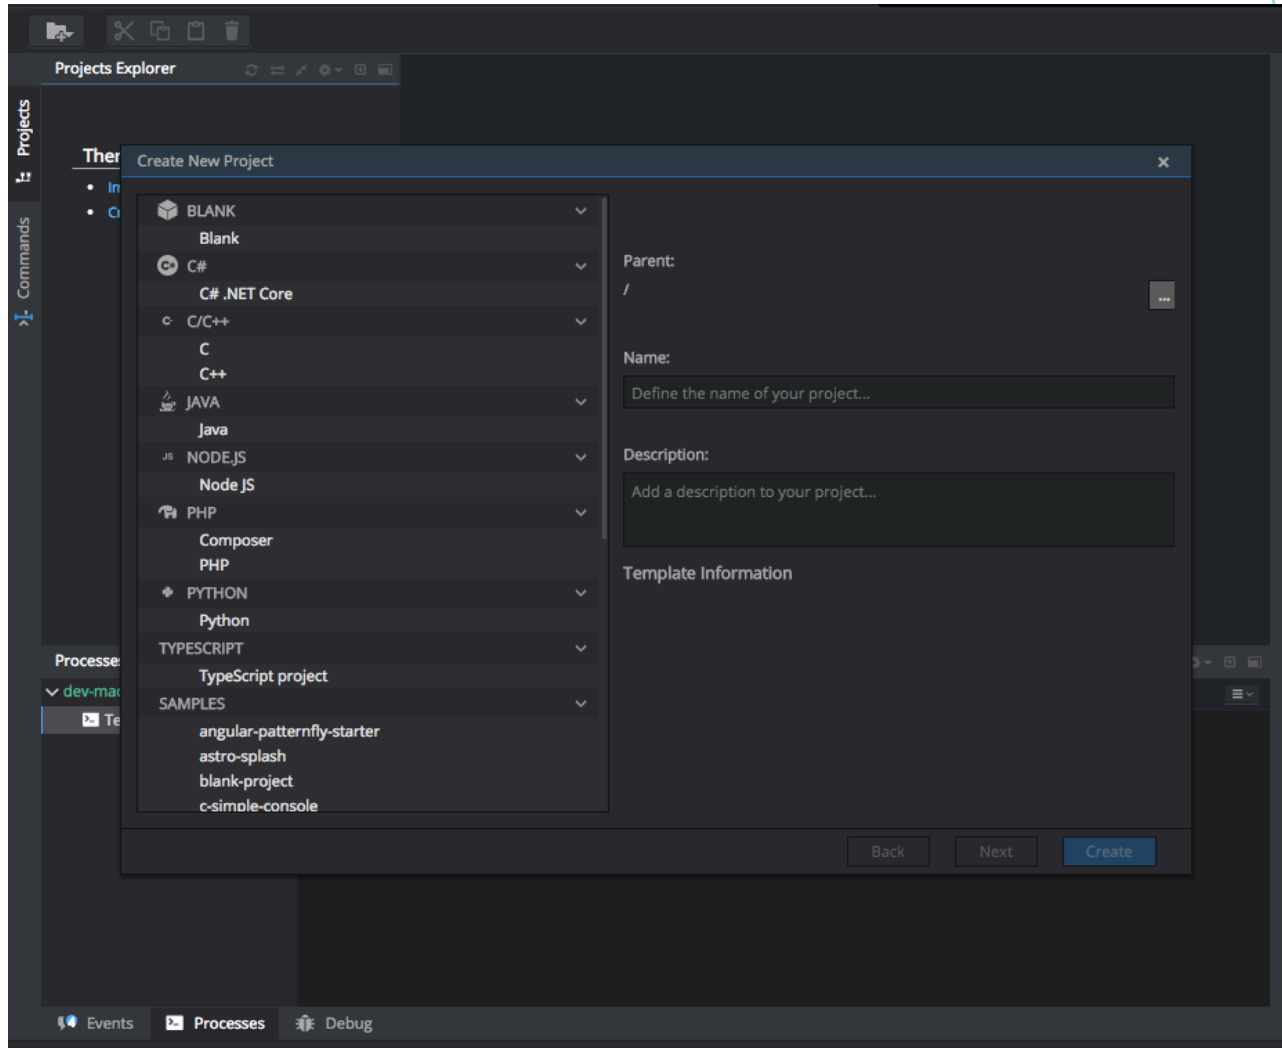 Projects Explorer
Projects
Commands
Create New Project
BLANK
Blank
C#
C# .NET Core
C/C++
C
C++
JAVA
Java
JS NODE.JS
Node JS
PHP
Composer
PHP
PYTHON
Python
TYPESCRIPT
TypeScript project
SAMPLES
angular-patternfly-starter
astro-splash
blank-project
c-simple-console
Parent:
/
...
Name:
Define the name of your project...
Description:
Add a description to your project...
Template Information
Back
Next
Create
Events
Processes
Debug